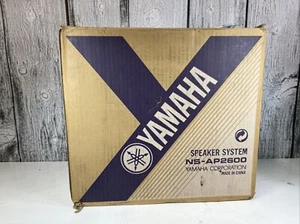 YAMAHA
SPEAKER SYSTEM
NS-AP2600
YAMAHA CORPORATION
MADE IN CHINA